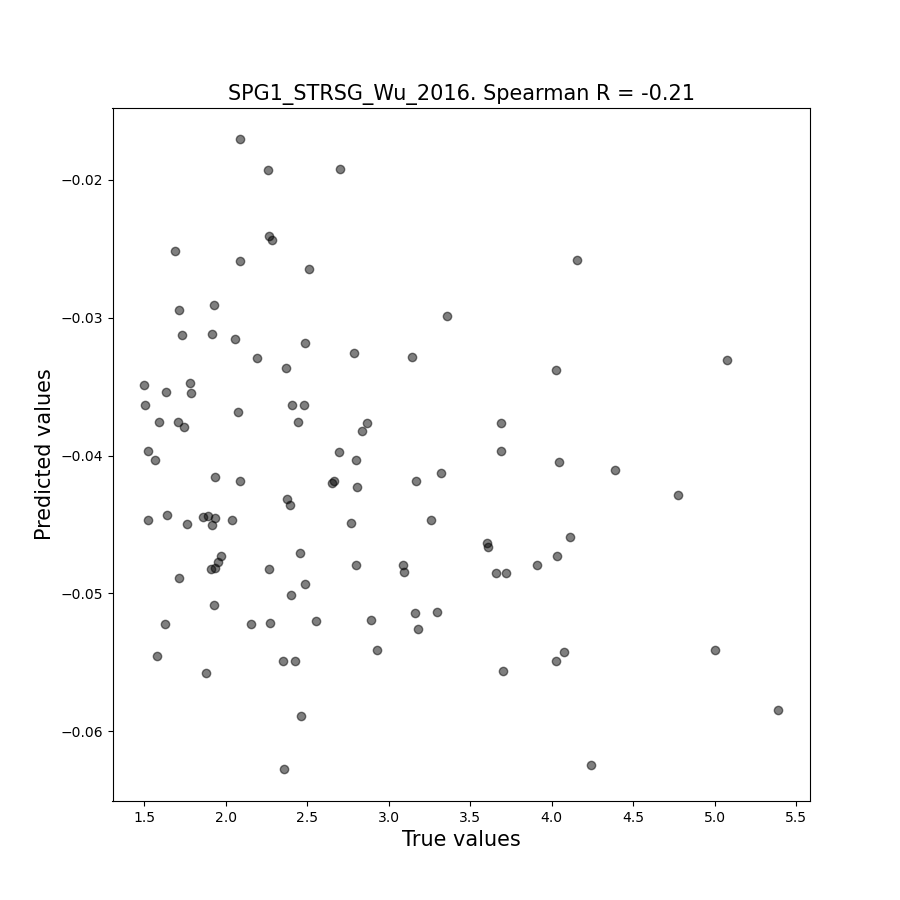 SPG1_STRSG_Wu_2016. Spearman R = -0.21
Predicted values
−0.02
−0.03
−0.04
−0.05
−0.06
1.5 2.0 2.5 3.0 3.5 4.0 4.5 5.0 5.5
True values